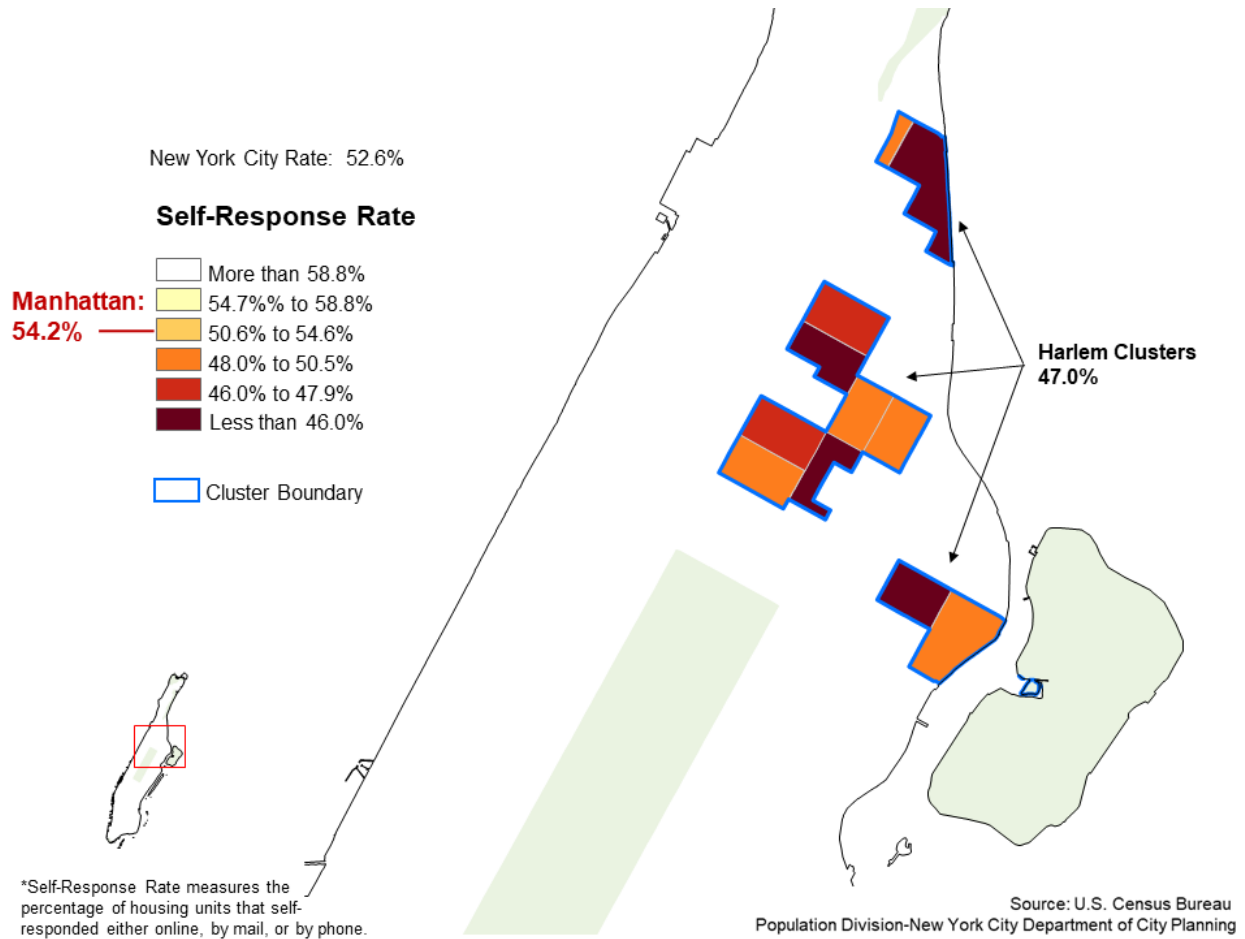 New York City Rate: 52.6%
Self-Response Rate
More than 58.8%
54.7%% to 58.8%
50.6% to 54.6%
48.0% to 50.5%
46.0% to 47.9%
Less than 46.0%
Cluster Boundary
Manhattan:
54.2%
Harlem Clusters
47.0%
*Self-Response Rate measures the
percentage of housing units that self-
responded either online, by mail, or by phone.
Source: U.S. Census Bureau
Population Division-New York City Department of City Planning